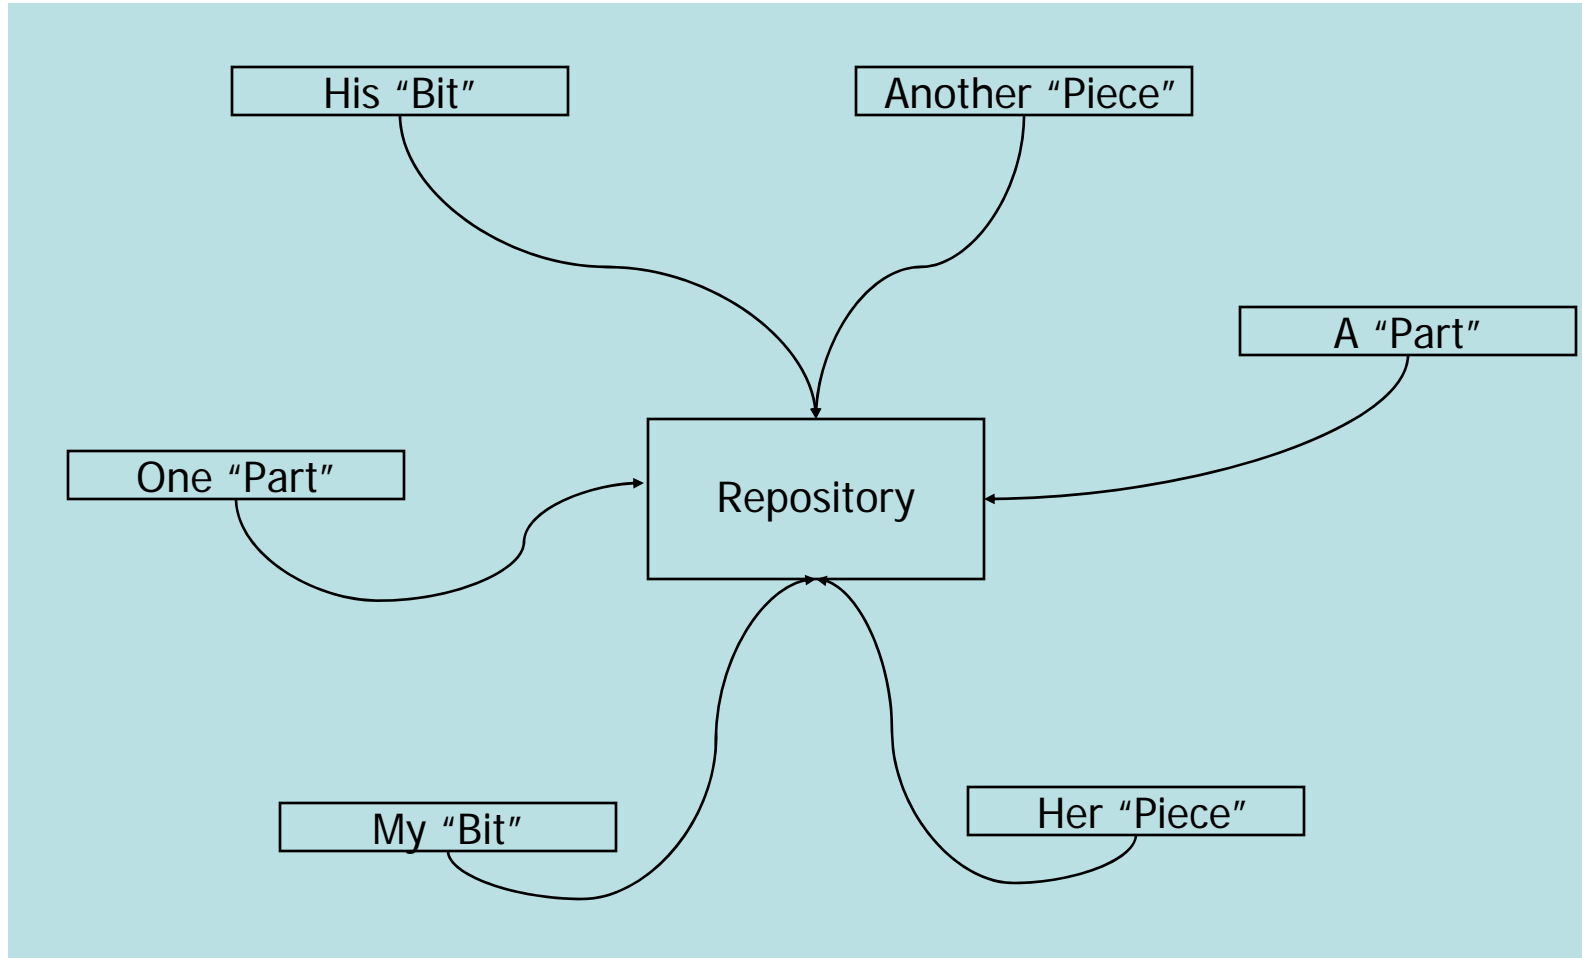 His “Bit”
Another “Piece”
A “Part”
One “Part”
Repository
My “Bit”
Her “Piece”